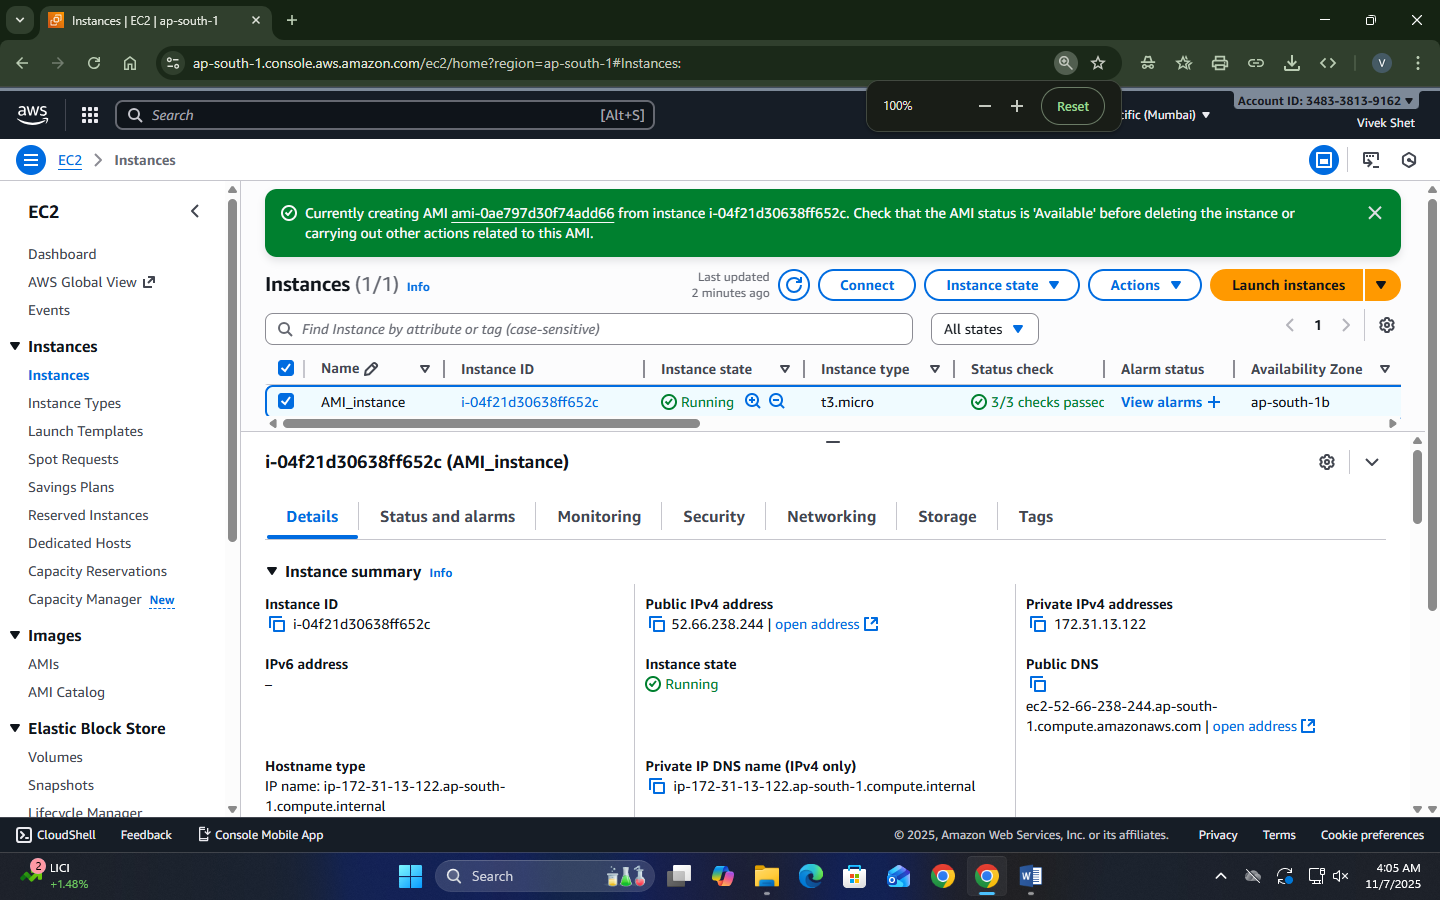 Instances | EC2 | ap-south-1
ap-south-1.console.aws.amazon.com/ec2/home?region=ap-south-1#Instances:
V
100%
Reset
aws
Search
[Alt+S]
cific (Mumbai)
Account ID: 3483-3813-9162
Vivek Shet
EC2
Instances
EC2
Dashboard
AWS Global View
Events
Instances
Instances
Instance Types
Launch Templates
Spot Requests
Savings Plans
Reserved Instances
Dedicated Hosts
Capacity Reservations
Capacity Manager New
Images
AMIs
AMI Catalog
Elastic Block Store
Volumes
Snapshots
Lifecycle Manager
Currently creating AMI ami-0ae797d30f74add66 from instance i-04f21d30638ff652c. Check that the AMI status is 'Available' before deleting the instance or
carrying out other actions related to this AMI.
Instances (1/1) Info
Last updated
2 minutes ago
Connect
Instance state
Actions
Launch instances
Find Instance by attribute or tag (case-sensitive)
All states
1
Name Instance ID Instance state Instance type Status check Alarm status Availability Zone
AMI_instance i-04f21d30638ff652c Running t3.micro 3/3 checks passec View alarms ap-south-1b
i-04f21d30638ff652c (AMI_instance)
Details Status and alarms Monitoring Security Networking Storage Tags
Instance summary Info
Instance ID
i-04f21d30638ff652c
Public IPv4 address
52.66.238.244 | open address
Private IPv4 addresses
172.31.13.122
IPv6 address
–
Instance state
Running
Public DNS
ec2-52-66-238-244.ap-south-
1.compute.amazonaws.com | open address
Hostname type
IP name: ip-172-31-13-122.ap-south-
1.compute.internal
Private IP DNS name (IPv4 only)
ip-172-31-13-122.ap-south-1.compute.internal
CloudShell Feedback Console Mobile App
© 2025, Amazon Web Services, Inc. or its affiliates. Privacy Terms Cookie preferences
2
LICI
+1.48%
Search
4:05 AM
11/7/2025